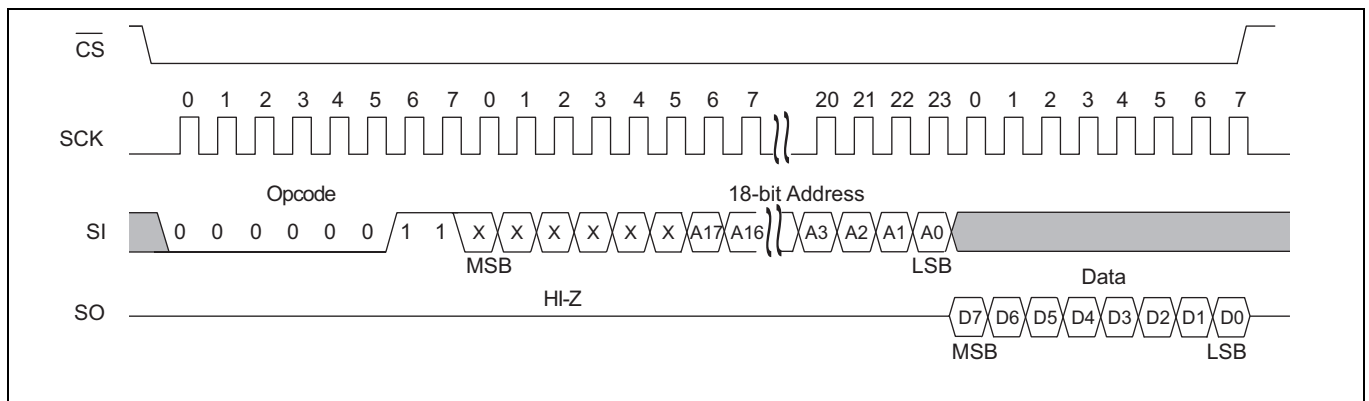 CS
0 1 2 3 4 5 6 7 0 1 2 3 4 5 6 7 20 21 22 23 0 1 2 3 4 5 6 7
SCK
Opcode 18-bit Address
SI 0 0 0 0 0 0 1 1 X X X X X X A17 A16 A3 A2 A1 A0
MSB LSB
HI-Z Data
SO D7 D6 D5 D4 D3 D2 D1 D0
MSB LSB